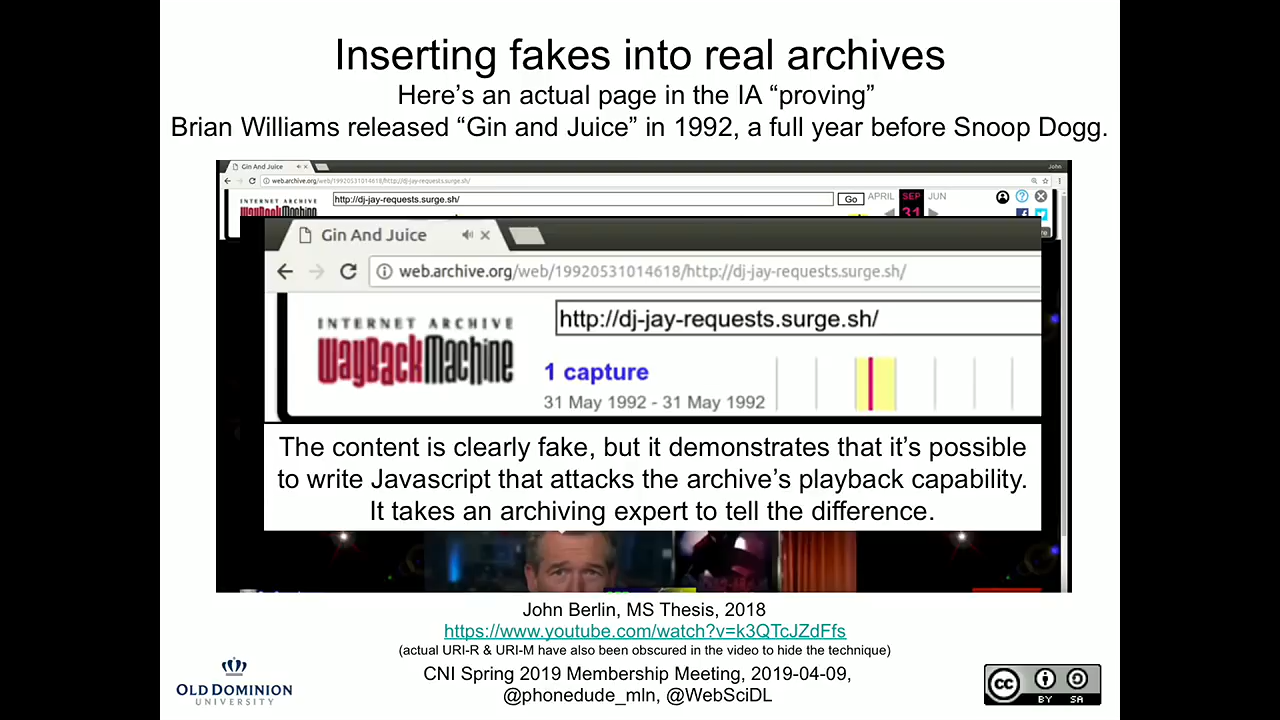 Inserting fakes into real archives
Here's an actual page in the IA “proving”
Brian Williams released “Gin and Juice” in 1992, a full year before Snoop Dogg.
Gin And Juice
John
web.archive.org/web/19920531014618/http://dj-jay-requests.surge.sh/
INTERNET ARCHIVE
WayBackMachine
http://dj-jay-requests.surge.sh/
Go
APRIL SEP JUN
31
Gin And Juice
web.archive.org/web/19920531014618/http://dj-jay-requests.surge.sh/
INTERNET ARCHIVE
WayBackMachine
http://dj-jay-requests.surge.sh/
1 capture
31 May 1992 - 31 May 1992
The content is clearly fake, but it demonstrates that it's possible
to write Javascript that attacks the archive's playback capability.
It takes an archiving expert to tell the difference.
John Berlin, MS Thesis, 2018
https://www.youtube.com/watch?v=k3QTcJZdFfs
(actual URI-R & URI-M have also been obscured in the video to hide the technique)
CNI Spring 2019 Membership Meeting, 2019-04-09,
@phonedude_mln, @WebSciDL
OLD DOMINION
UNIVERSITY
cc
BY SA